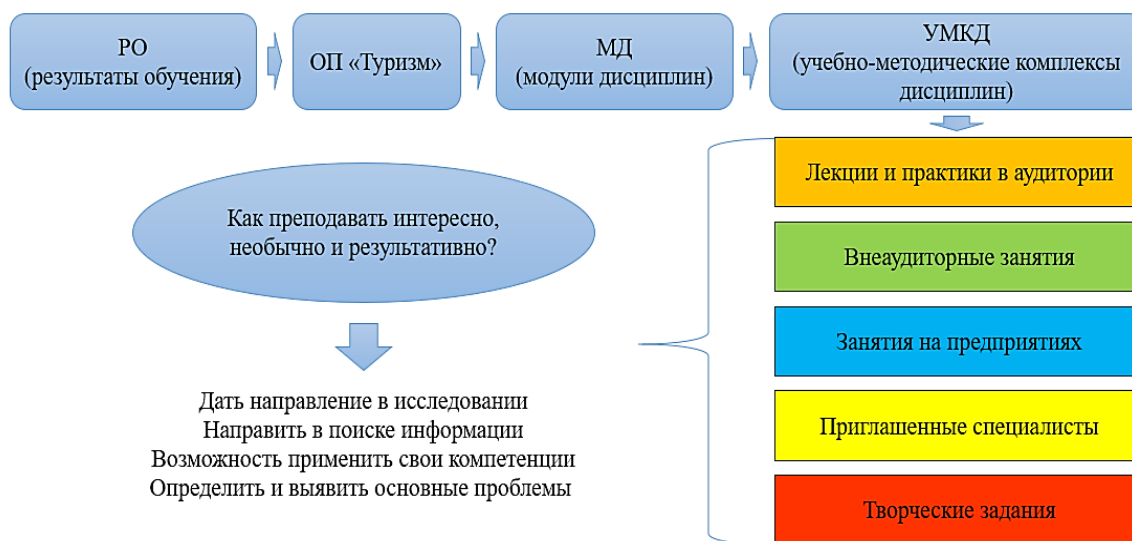 РО
(результаты обучения)
ОП «Туризм»
МД
(модули дисциплин)
УМКД
(учебно-методические комплексы
дисциплин)
Как преподавать интересно,
необычно и результативно?
Дать направление в исследовании
Направить в поиске информации
Возможность применить свои компетенции
Определить и выявить основные проблемы
Лекции и практики в аудитории
Внеаудиторные занятия
Занятия на предприятиях
Приглашенные специалисты
Творческие задания